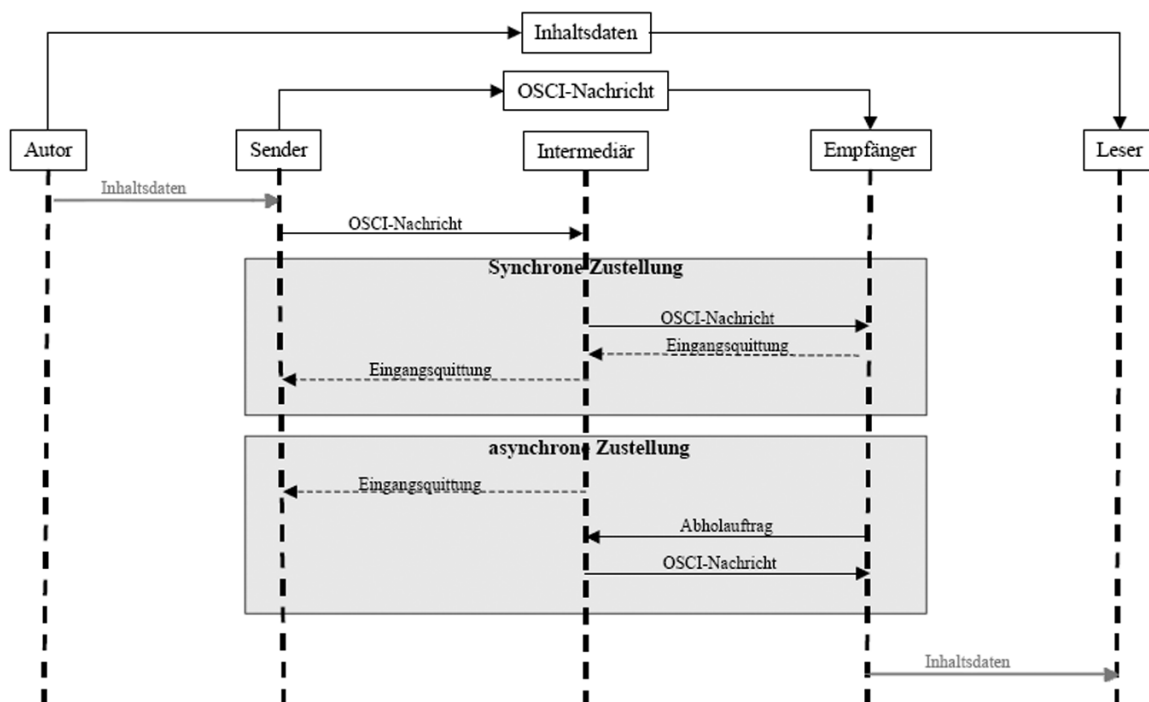 Inhaltsdaten
OSCI-Nachricht
Autor
Sender
Intermediär
Empfänger
Leser
Inhaltsdaten
OSCI-Nachricht
Synchrone Zustellung
OSCI-Nachricht
Eingangsquittung
Eingangsquittung
asynchrone Zustellung
Eingangsquittung
Abholauftrag
OSCI-Nachricht
Inhaltsdaten